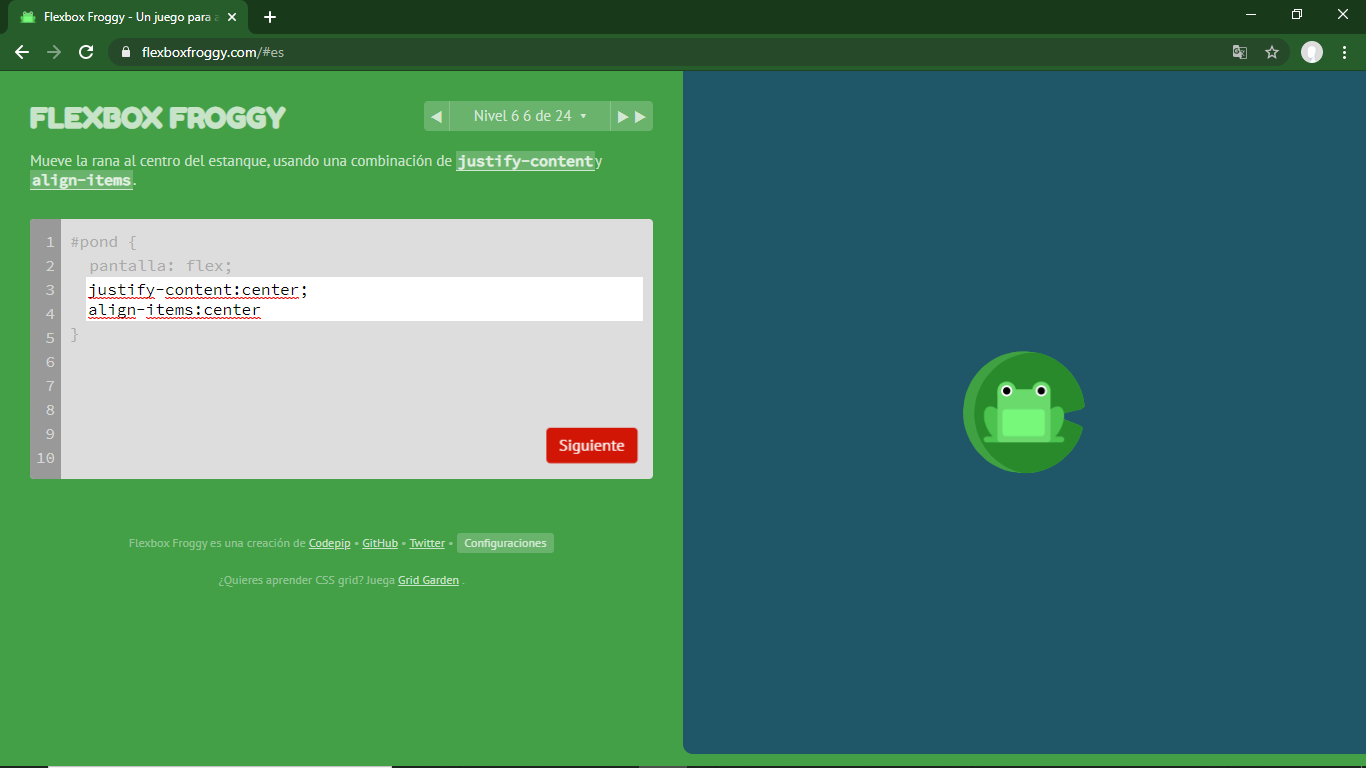 Flexbox Froggy - Un juego para a
flexboxfroggy.com/#es
FLEXBOX FROGGY
Nivel 6 6 de 24
Mueve la rana al centro del estanque, usando una combinación de justify-content y
align-items.
1 #pond {
2 pantalla: flex;
3 justify-content:center;
4 align-items:center
5 }
6
7
8
9
10
Siguiente
Flexbox Froggy es una creación de Codepip • GitHub • Twitter • Configuraciones
¿Quieres aprender CSS grid? Juega Grid Garden .